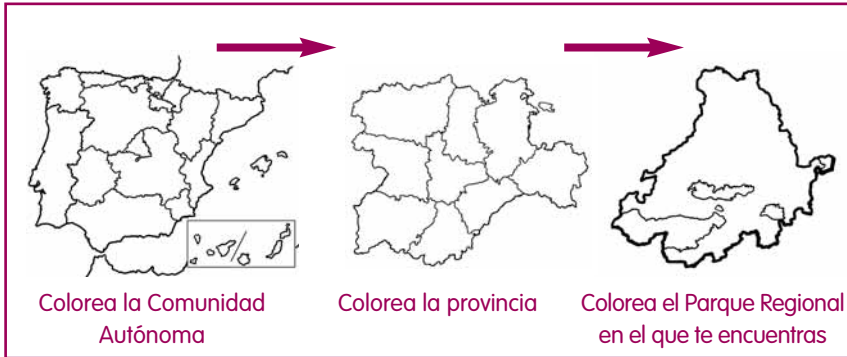 Colorea la Comunidad
Autónoma
Colorea la provincia
Colorea el Parque Regional
en el que te encuentras